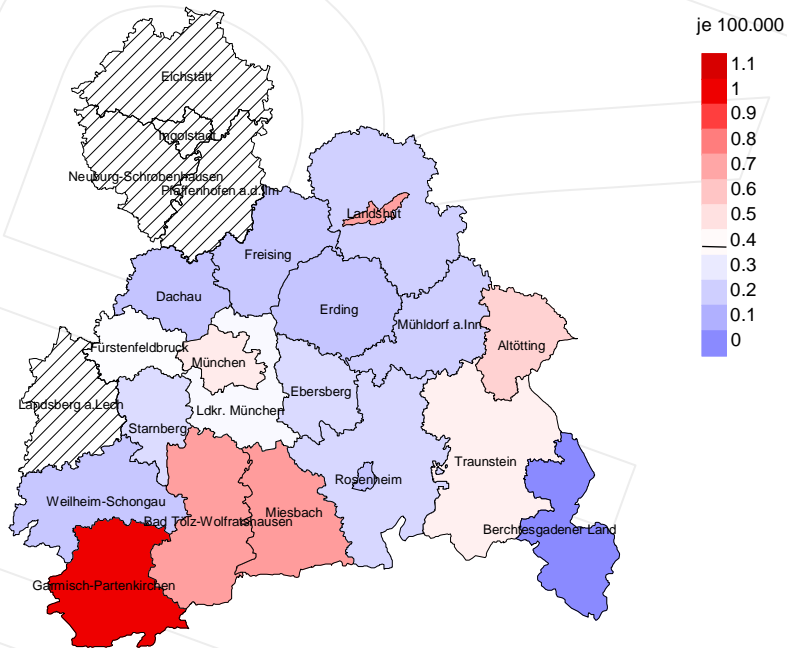 je 100.000
1.1
1
0.9
0.8
0.7
0.6
0.5
0.4
0.3
0.2
0.1
0
Eichstätt
Ingolstadt
Neuburg-Schrobenhausen
Pfaffenhofen a.d.Ilm
Landshut
Freising
Dachau
Erding
Mühldorf a.Inn
Altötting
Fürstenfeldbruck
München
Ebersberg
Landsberg a.Lech
Ldkr. München
Starnberg
Traunstein
Rosenheim
Weilheim-Schongau
Miesbach
Bad Tölz-Wolfratshausen
Berchtesgadener Land
Garmisch-Partenkirchen